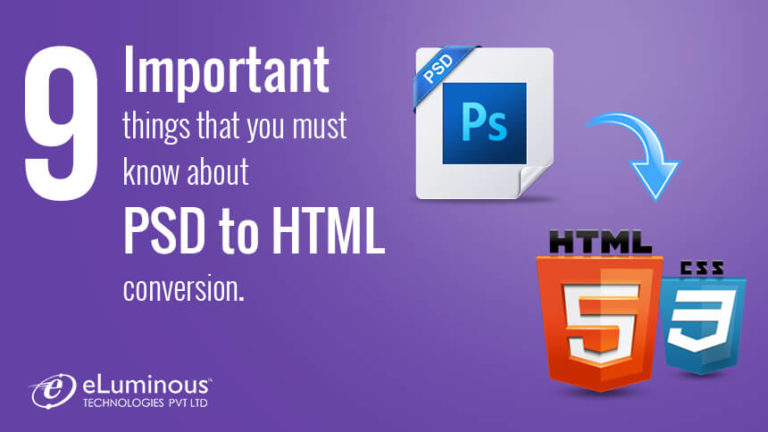 9
Important
things that you must
know about
PSD to HTML
conversion.
PSD
Ps
HTML
5
CSS
3
e
eLuminous
TECHNOLOGIES PVT LTD